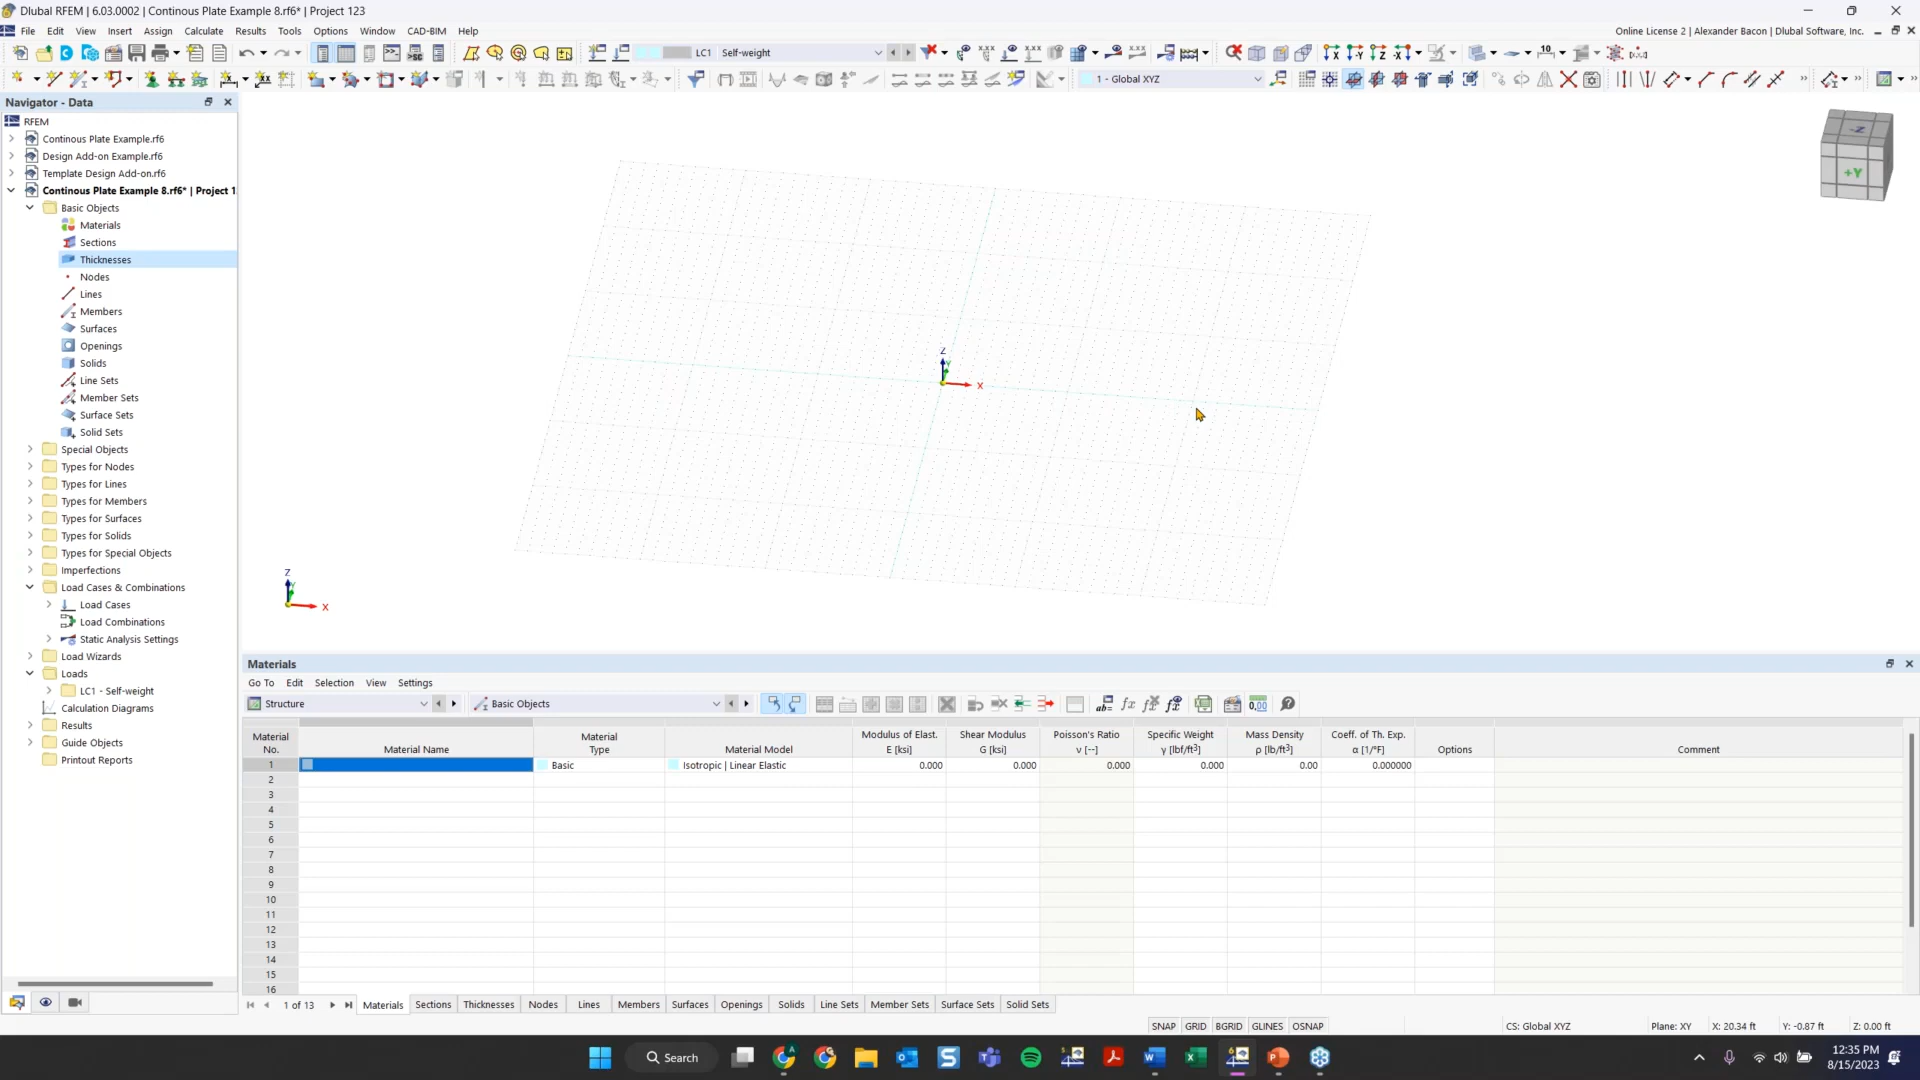 Dlubal RFEM | 6.03.0002 | Continous Plate Example 8.rf6* | Project 123
File Edit View Insert Assign Calculate Results Tools Options Window CAD-BIM Help
Online License 2 | Alexander Bacon | Dlubal Software, Inc.
LC1 Self-weight
1 - Global XYZ
Navigator - Data
RFEM
Continous Plate Example.rf6
Design Add-on Example.rf6
Template Design Add-on.rf6
Continous Plate Example 8.rf6* | Project 1
Basic Objects
Materials
Sections
Thicknesses
Nodes
Lines
Members
Surfaces
Openings
Solids
Line Sets
Member Sets
Surface Sets
Solid Sets
Special Objects
Types for Nodes
Types for Lines
Types for Members
Types for Surfaces
Types for Solids
Types for Special Objects
Imperfections
Load Cases & Combinations
Load Cases
Load Combinations
Static Analysis Settings
Load Wizards
Loads
LC1 - Self-weight
Calculation Diagrams
Results
Guide Objects
Printout Reports
-Z
+Y
Z
X
Z
X
Materials
Go To Edit Selection View Settings
Structure
Basic Objects
Material No.
Material Name
Material Type
Material Model
Modulus of Elast. E [ksi]
Shear Modulus G [ksi]
Poisson's Ratio ν [--]
Specific Weight γ [lbf/ft³]
Mass Density ρ [lb/ft³]
Coeff. of Th. Exp. α [1/°F]
Options
Comment
1 Basic Isotropic | Linear Elastic 0.000 0.000 0.000 0.000 0.00 0.000000
2
3
4
5
6
7
8
9
10
11
12
13
14
15
16
1 of 13 Materials Sections Thicknesses Nodes Lines Members Surfaces Openings Solids Line Sets Member Sets Surface Sets Solid Sets
SNAP GRID BGRID GLINES OSNAP
CS: Global XYZ
Plane: XY X: 20.34 ft Y: -0.87 ft Z: 0.00 ft
Search
12:35 PM
8/15/2023